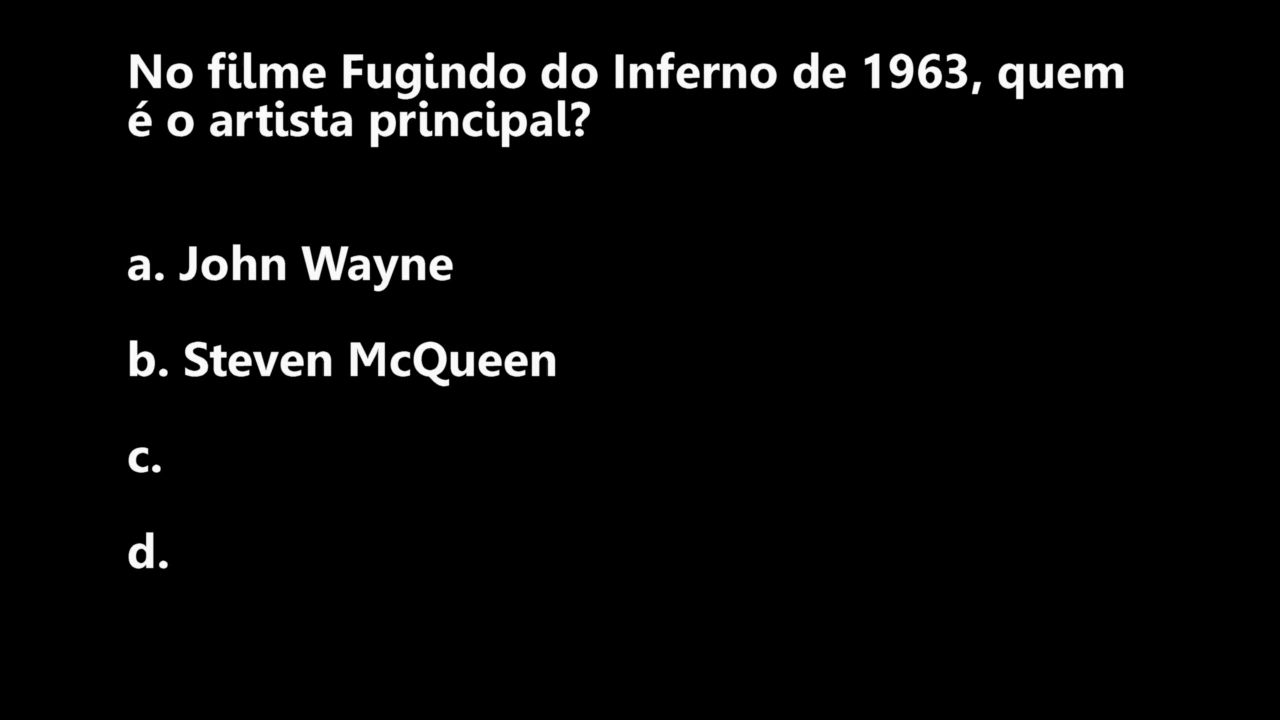 No filme Fugindo do Inferno de 1963, quem
é o artista principal?
a. John Wayne
b. Steven McQueen
c.
d.